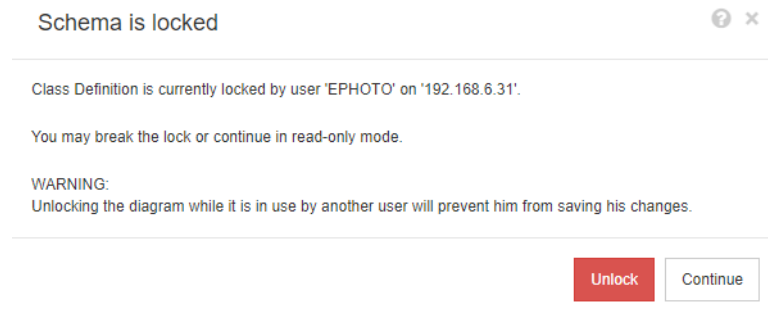 Schema is locked
Class Definition is currently locked by user 'EPHOTO' on '192.168.6.31'.
You may break the lock or continue in read-only mode.
WARNING:
Unlocking the diagram while it is in use by another user will prevent him from saving his changes.
Unlock
Continue